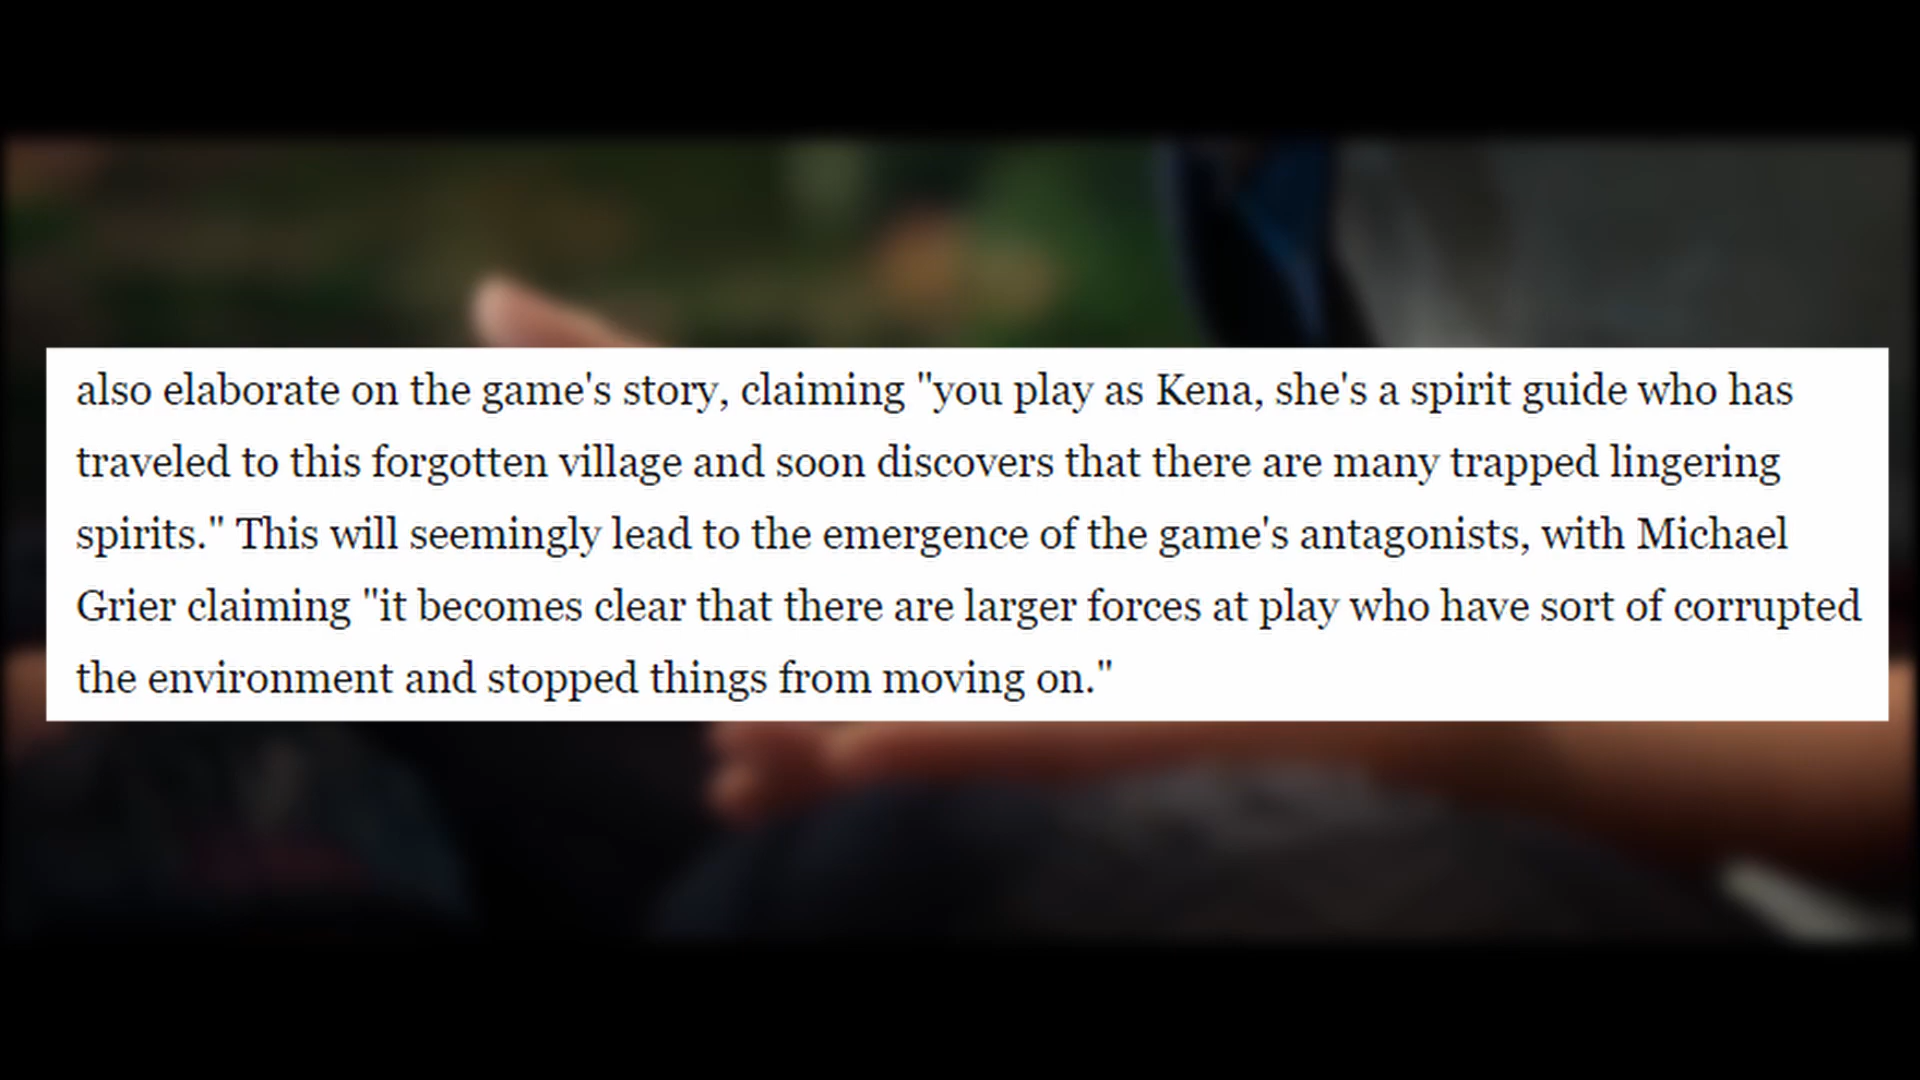 also elaborate on the game's story, claiming "you play as Kena, she's a spirit guide who has
traveled to this forgotten village and soon discovers that there are many trapped lingering
spirits." This will seemingly lead to the emergence of the game's antagonists, with Michael
Grier claiming "it becomes clear that there are larger forces at play who have sort of corrupted
the environment and stopped things from moving on."